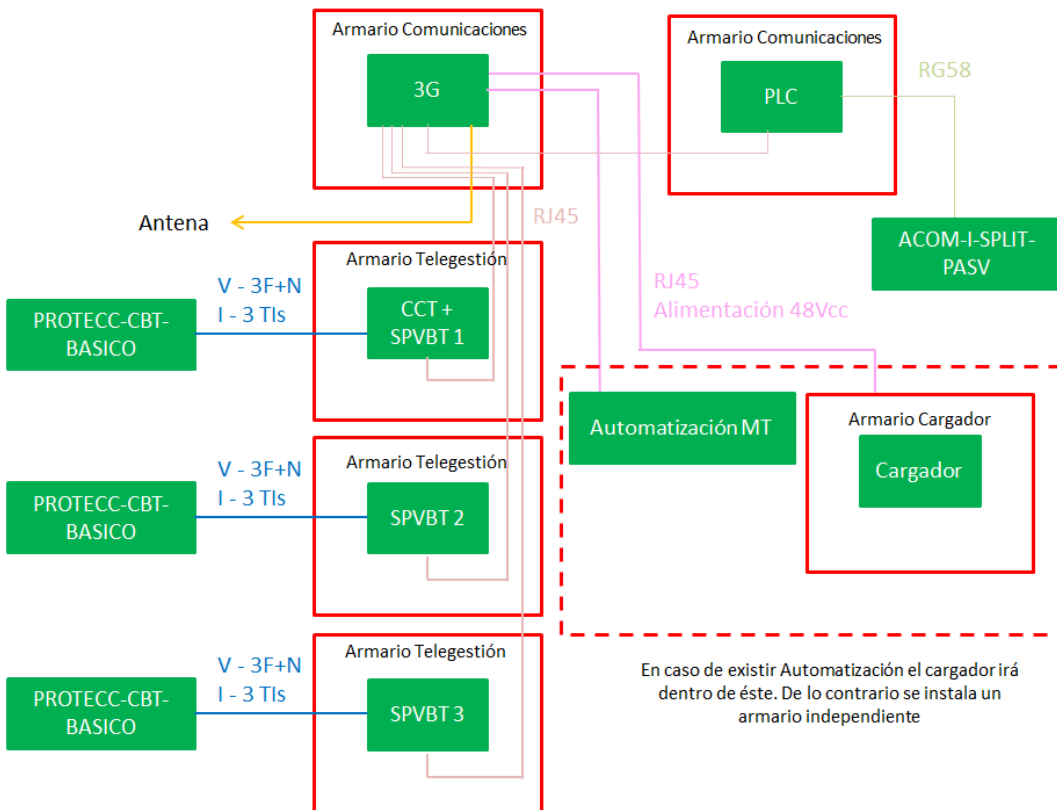 Armario Comunicaciones
3G
Armario Comunicaciones
PLC
RG58
Antena
RJ45
ACOM-I-SPLIT-
PASV
Armario Telegestión
V - 3F+N
I - 3 TIs
PROTECC-CBT-
BASICO
CCT +
SPVBT 1
RJ45
Alimentación 48Vcc
Automatización MT
Armario Cargador
Cargador
Armario Telegestión
V - 3F+N
I - 3 TIs
PROTECC-CBT-
BASICO
SPVBT 2
Armario Telegestión
V - 3F+N
I - 3 TIs
PROTECC-CBT-
BASICO
SPVBT 3
En caso de existir Automatización el cargador irá
dentro de éste. De lo contrario se instala un
armario independiente